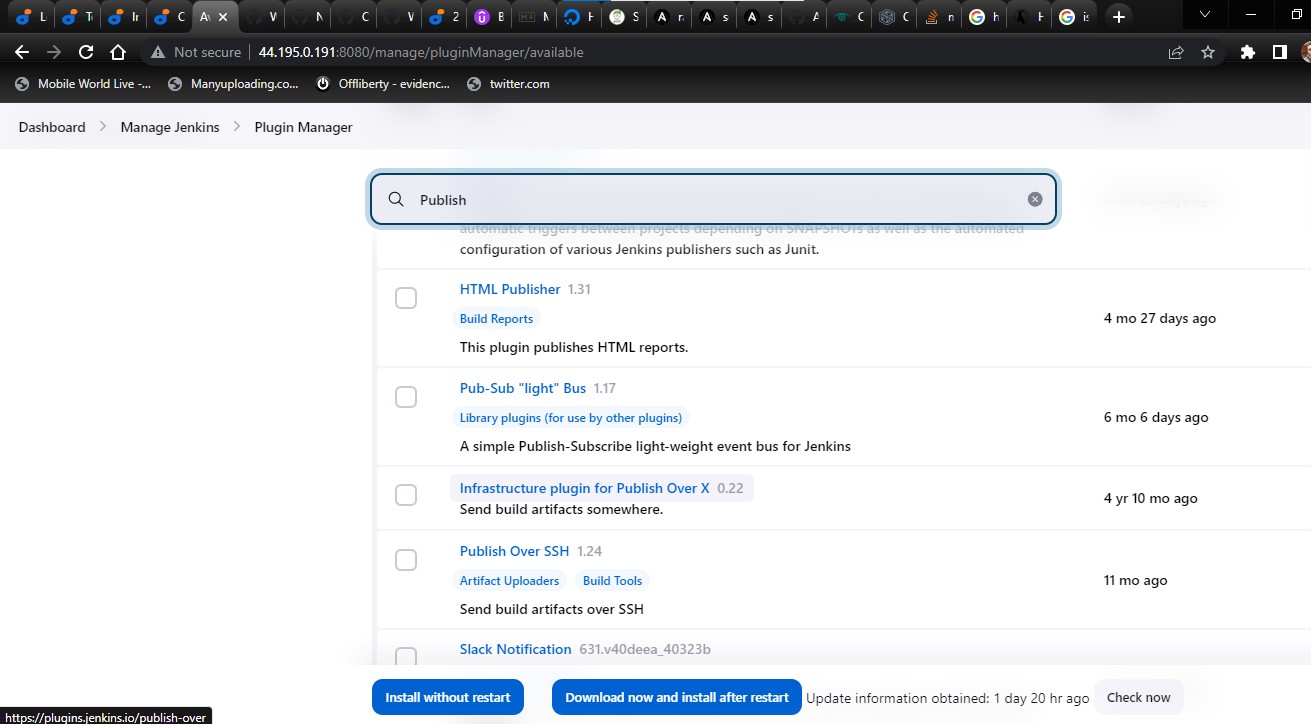 Not secure
44.195.0.191:8080/manage/pluginManager/available
Mobile World Live -...
Manyuploading.co...
Offliberty - evidenc...
twitter.com
Dashboard
Manage Jenkins
Plugin Manager
Publish
automatic triggers between projects depending on SNAPSHOTs as well as the automated
configuration of various Jenkins publishers such as Junit.
HTML Publisher 1.31
Build Reports
This plugin publishes HTML reports.
4 mo 27 days ago
Pub-Sub "light" Bus 1.17
Library plugins (for use by other plugins)
A simple Publish-Subscribe light-weight event bus for Jenkins
6 mo 6 days ago
Infrastructure plugin for Publish Over X 0.22
Send build artifacts somewhere.
4 yr 10 mo ago
Publish Over SSH 1.24
Artifact Uploaders Build Tools
Send build artifacts over SSH
11 mo ago
Slack Notification 631.v40deea_40323b
Install without restart
Download now and install after restart
Update information obtained: 1 day 20 hr ago
Check now
https://plugins.jenkins.io/publish-over